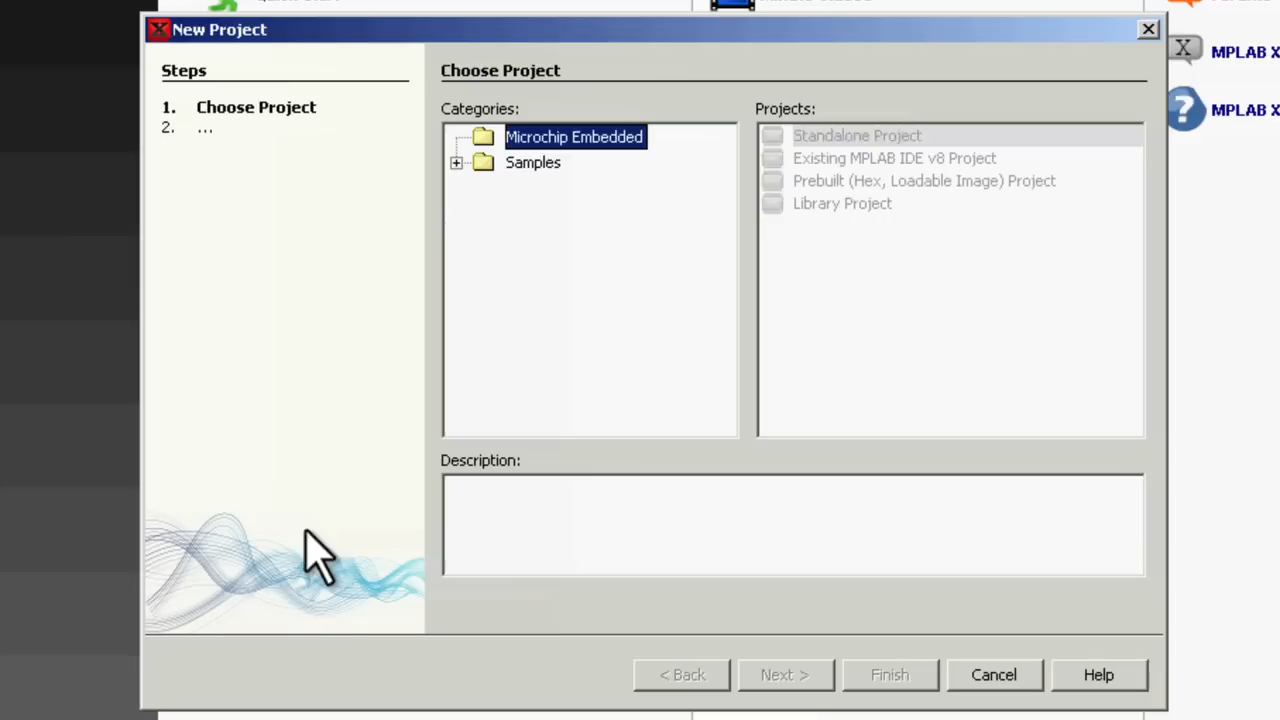 New Project
Steps
1. Choose Project
2. ...
Choose Project
Categories:
Microchip Embedded
Samples
Projects:
Standalone Project
Existing MPLAB IDE v8 Project
Prebuilt (Hex, Loadable Image) Project
Library Project
Description:
< Back
Next >
Finish
Cancel
Help
MPLAB X
MPLAB X